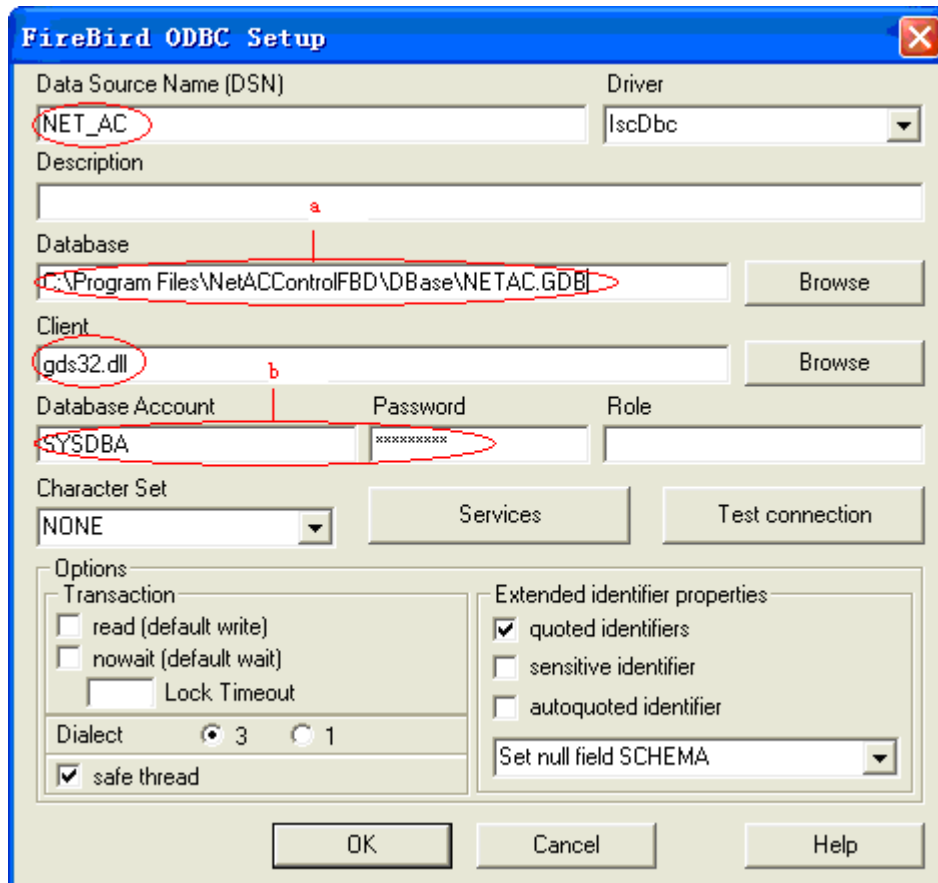 FireBird ODBC Setup
Data Source Name (DSN) Driver
NET_AC IscDbc
Description
a
Database
C:\Program Files\NetACControlFBD\DBase\NETAC.GDB Browse
Client
gds32.dll Browse
b
Database Account Password Role
SYSDBA *********
Character Set
NONE Services Test connection
Options
Transaction Extended identifier properties
read (default write) quoted identifiers
nowait (default wait) sensitive identifier
Lock Timeout autoquoted identifier
Dialect 3 1
Set null field SCHEMA
safe thread
OK Cancel Help